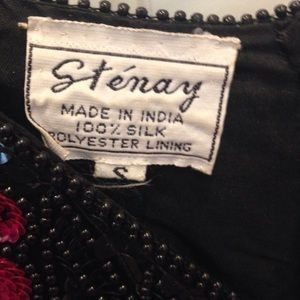 Sténay
MADE IN INDIA
100% SILK
POLYESTER LINING
S